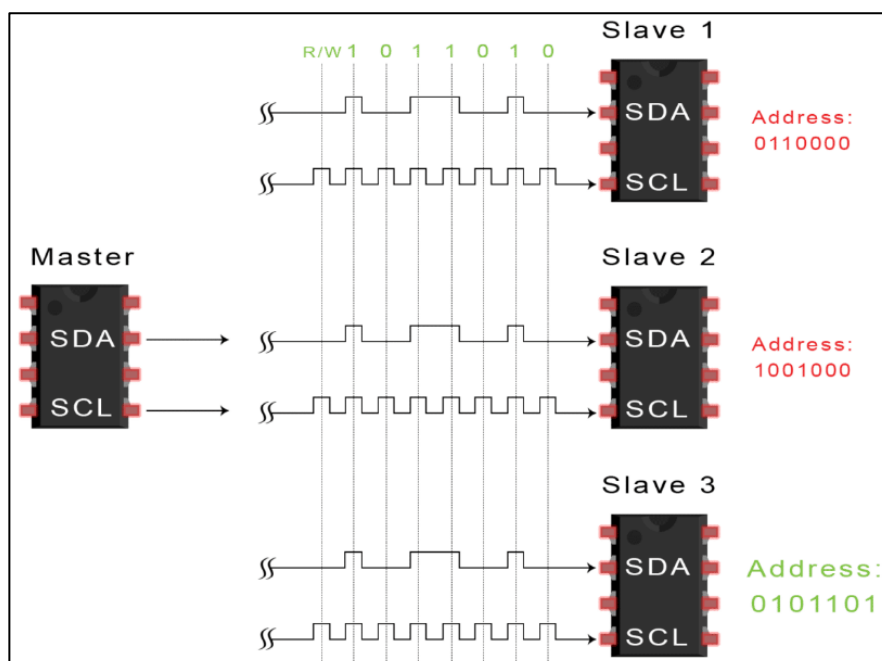 Slave 1
R/W 1 0 1 1 0 1 0
SDA
Address:
0110000
SCL
Master
Slave 2
SDA
SDA
Address:
1001000
SCL
SCL
Slave 3
SDA
Address:
0101101
SCL